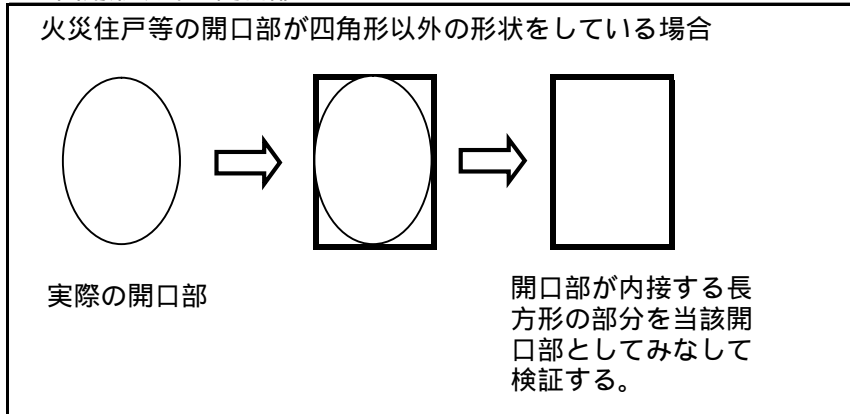 火災住戸等の開口部が四角形以外の形状をしている場合
実際の開口部
開口部が内接する長
方形の部分を当該開
口部としてみなして
検証する。